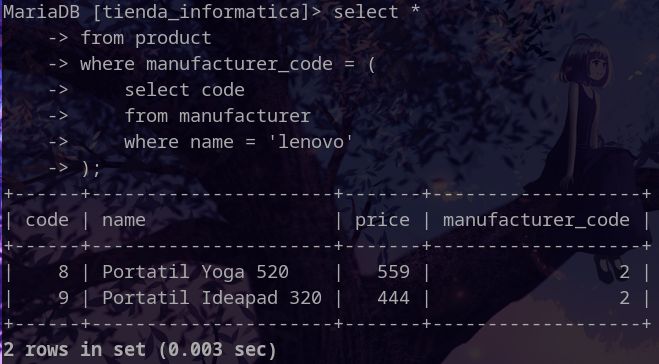 MariaDB [tienda_informatica]> select *
    -> from product
    -> where manufacturer_code = (
    ->     select code
    ->     from manufacturer
    ->     where name = 'lenovo'
    -> );
+------+----------------------+-------+-------------------+
| code | name                 | price | manufacturer_code |
+------+----------------------+-------+-------------------+
|    8 | Portatil Yoga 520    |   559 |                 2 |
|    9 | Portatil Ideapad 320 |   444 |                 2 |
+------+----------------------+-------+-------------------+
2 rows in set (0.003 sec)